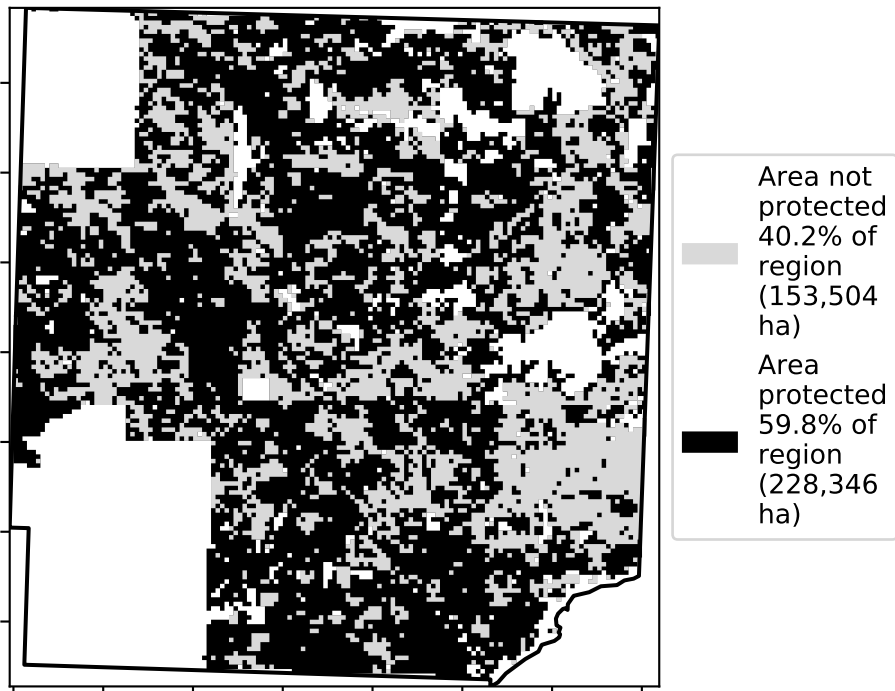 Area not
protected
40.2% of
region
(153,504
ha)
Area
protected
59.8% of
region
(228,346
ha)